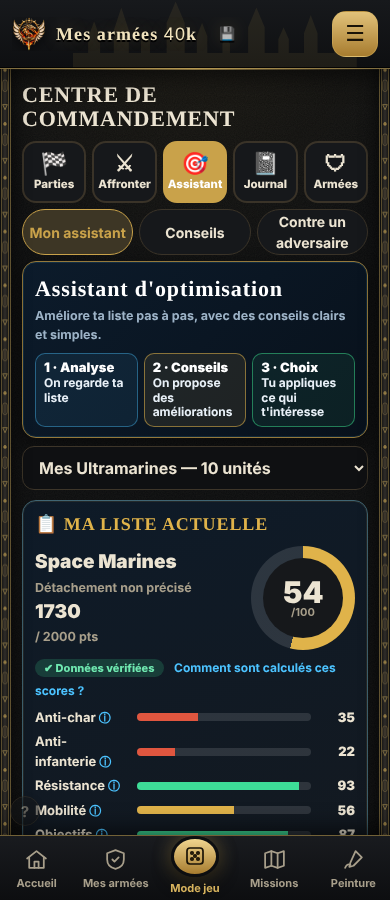 Mes armées 40k
CENTRE DE
COMMANDEMENT
Parties
Affronter
Assistant
Journal
Armées
Mon assistant
Conseils
Contre un
adversaire
Assistant d'optimisation
Améliore ta liste pas à pas, avec des conseils clairs
et simples.
1 · Analyse
On regarde ta
liste
2 · Conseils
On propose
des
améliorations
3 · Choix
Tu appliques
ce qui
t'intéresse
Mes Ultramarines — 10 unités
MA LISTE ACTUELLE
Space Marines
Détachement non précisé
1730
/ 2000 pts
54
/100
✔ Données vérifiées Comment sont calculés ces
scores ?
Anti-char ⓘ 35
Anti-
infanterie ⓘ 22
Résistance ⓘ 93
? Mobilité ⓘ 56
Objectifs ⓘ 87
Accueil
Mes armées
Mode jeu
Missions
Peinture